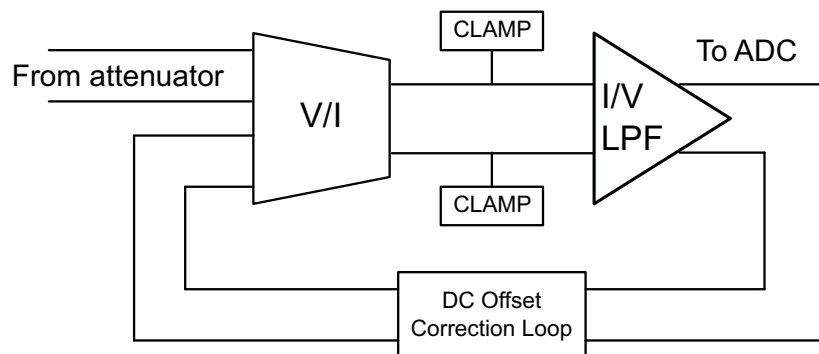 CLAMP
From attenuator
V/I
I/V
LPF
To ADC
CLAMP
DC Offset
Correction Loop